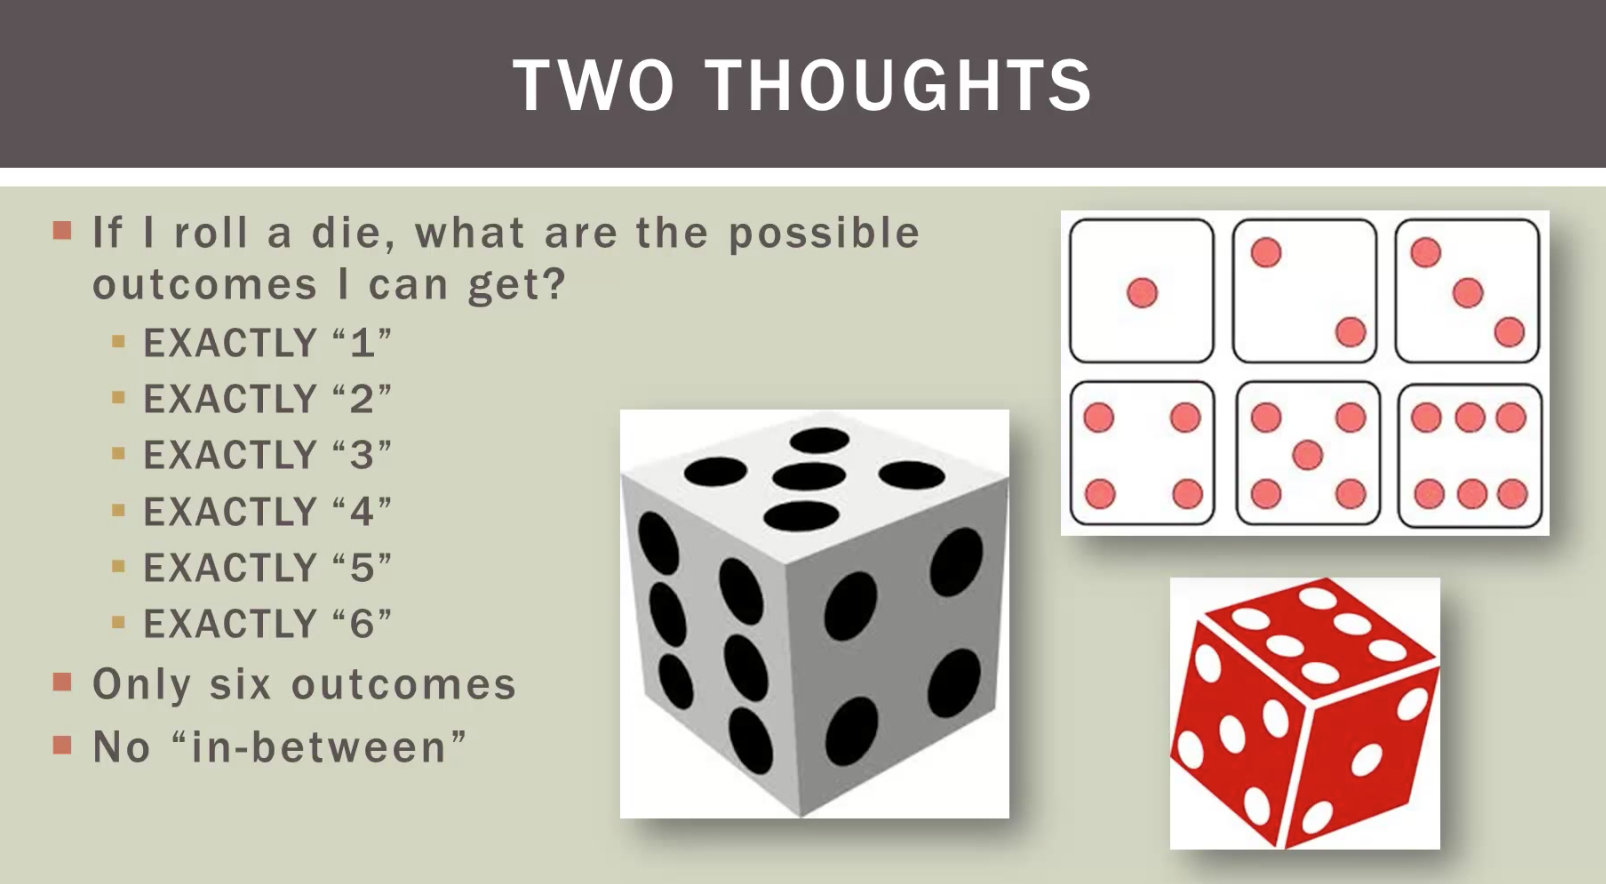 TWO THOUGHTS
If I roll a die, what are the possible
outcomes I can get?
EXACTLY “1”
EXACTLY “2”
EXACTLY “3”
EXACTLY “4”
EXACTLY “5”
EXACTLY “6”
Only six outcomes
No “in-between”